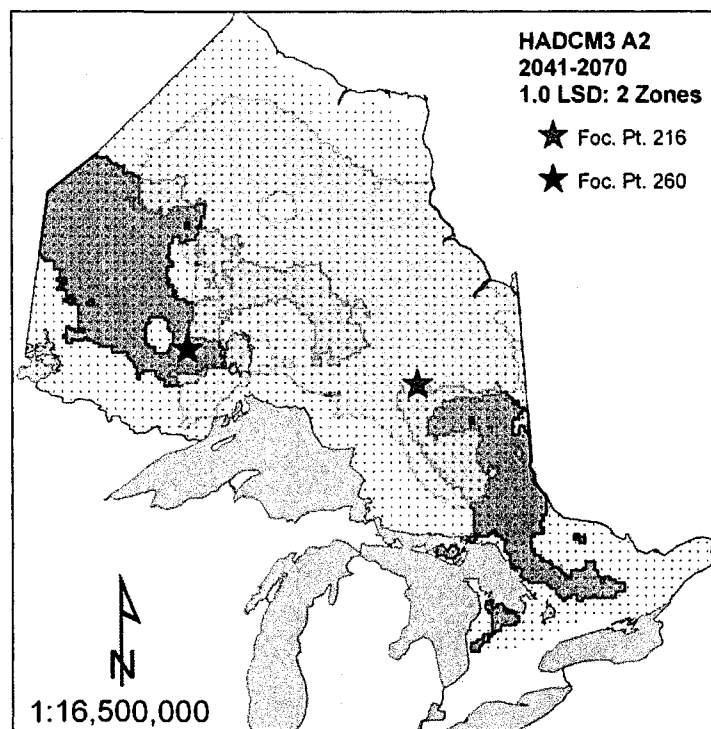 HADCM3 A2
2041-2070
1.0 LSD: 2 Zones
Foc. Pt. 216
Foc. Pt. 260
N
1:16,500,000